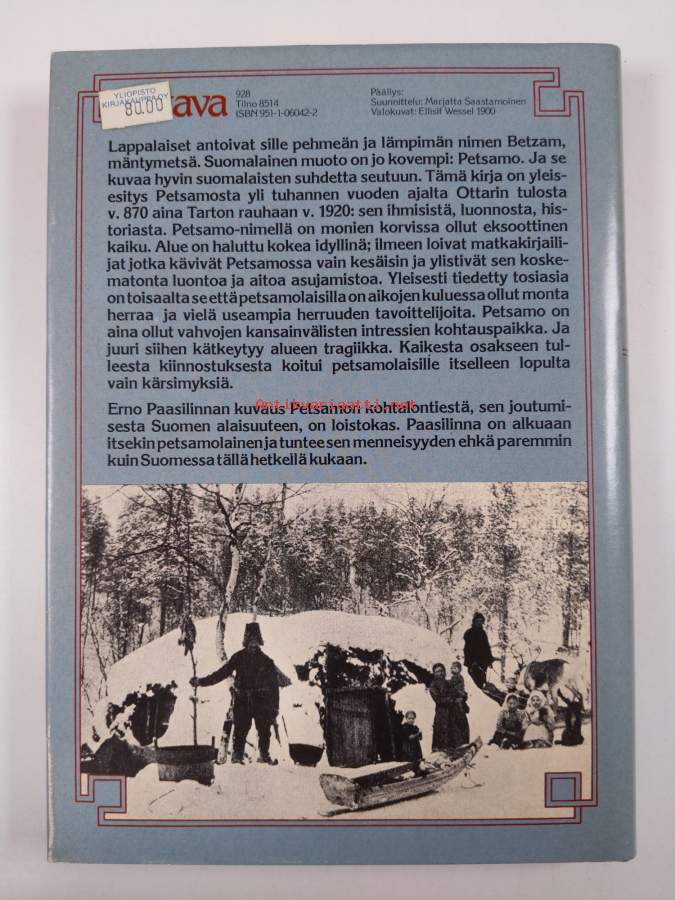 YLIOPISTO
KIRJAKAUPPA OY
80.00
ava
928
Tilno 8514
ISBN 951-1-06042-2
Päällys:
Suunnittelu: Marjatta Saastamoinen
Valokuvat: Ellisif Wessel 1900
Lappalaiset antoivat sille pehmeän ja lämpimän nimen Betzam,
mäntymetsä. Suomalainen muoto on jo kovempi: Petsamo. Ja se
kuvaa hyvin suomalaisten suhdetta seutuun. Tämä kirja on yleis-
esitys Petsamosta yli tuhannen vuoden ajalta Ottarin tulosta
v. 870 aina Tarton rauhaan v. 1920: sen ihmisistä, luonnosta, his-
toriasta. Petsamo-nimellä on monien korvissa ollut eksoottinen
kaiku. Alue on haluttu kokea idyllinä; ilmeen loivat matkakirjaili-
jat jotka kävivät Petsamossa vain kesäisin ja ylistivät sen koske-
matonta luontoa ja aitoa asujamistoa. Yleisesti tiedetty tosiasia
on toisaalta se että petsamolaisilla on aikojen kuluessa ollut monta
herraa ja vielä useampia herruuden tavoittelijoita. Petsamo on
aina ollut vahvojen kansainvälisten intressien kohtauspaikka. Ja
juuri siihen kätkeytyy alueen tragiikka. Kaikesta osakseen tul-
leesta kiinnostuksesta koitui petsamolaisille itselleen lopulta
vain kärsimyksiä.
Antikvariaatti.net
Erno Paasilinnan kuvaus Petsamon kohtalontiestä, sen joutumi-
sesta Suomen alaisuuteen, on loistokas. Paasilinna on alkuaan
itsekin petsamolainen ja tuntee sen menneisyyden ehkä paremmin
kuin Suomessa tällä hetkellä kukaan.